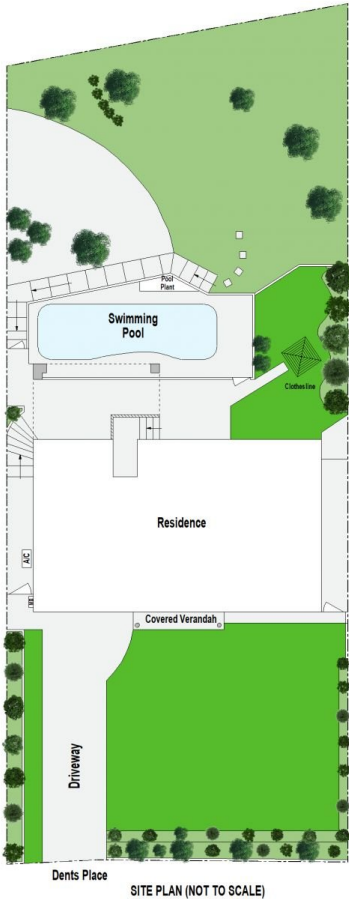 Pool
Plant
Swimming
Pool
Clothesline
Residence
A/C
Covered Verandah
Driveway
Dents Place
SITE PLAN (NOT TO SCALE)